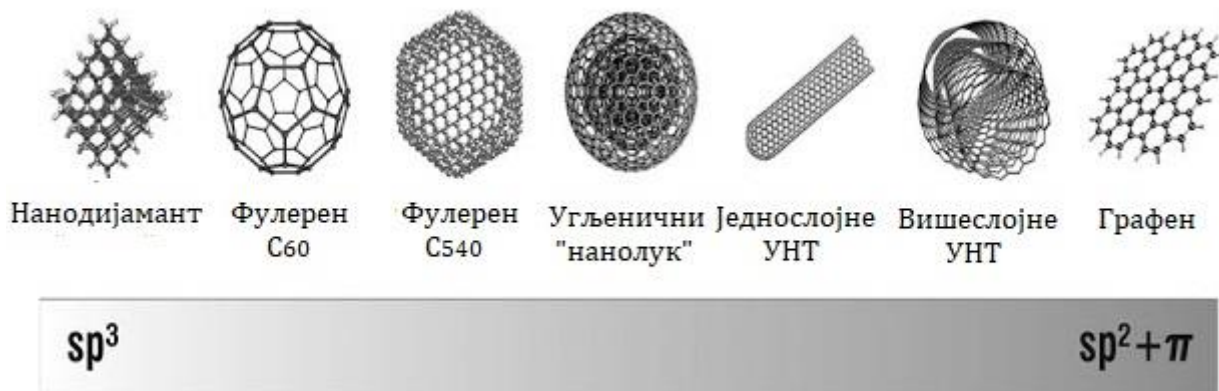 Нанодијамант
Фулерен
C60
Фулерен
C540
Угљенични
"нанолук"
Једнослојне
УНТ
Вишеслојне
УНТ
Графен
sp³
sp²+π